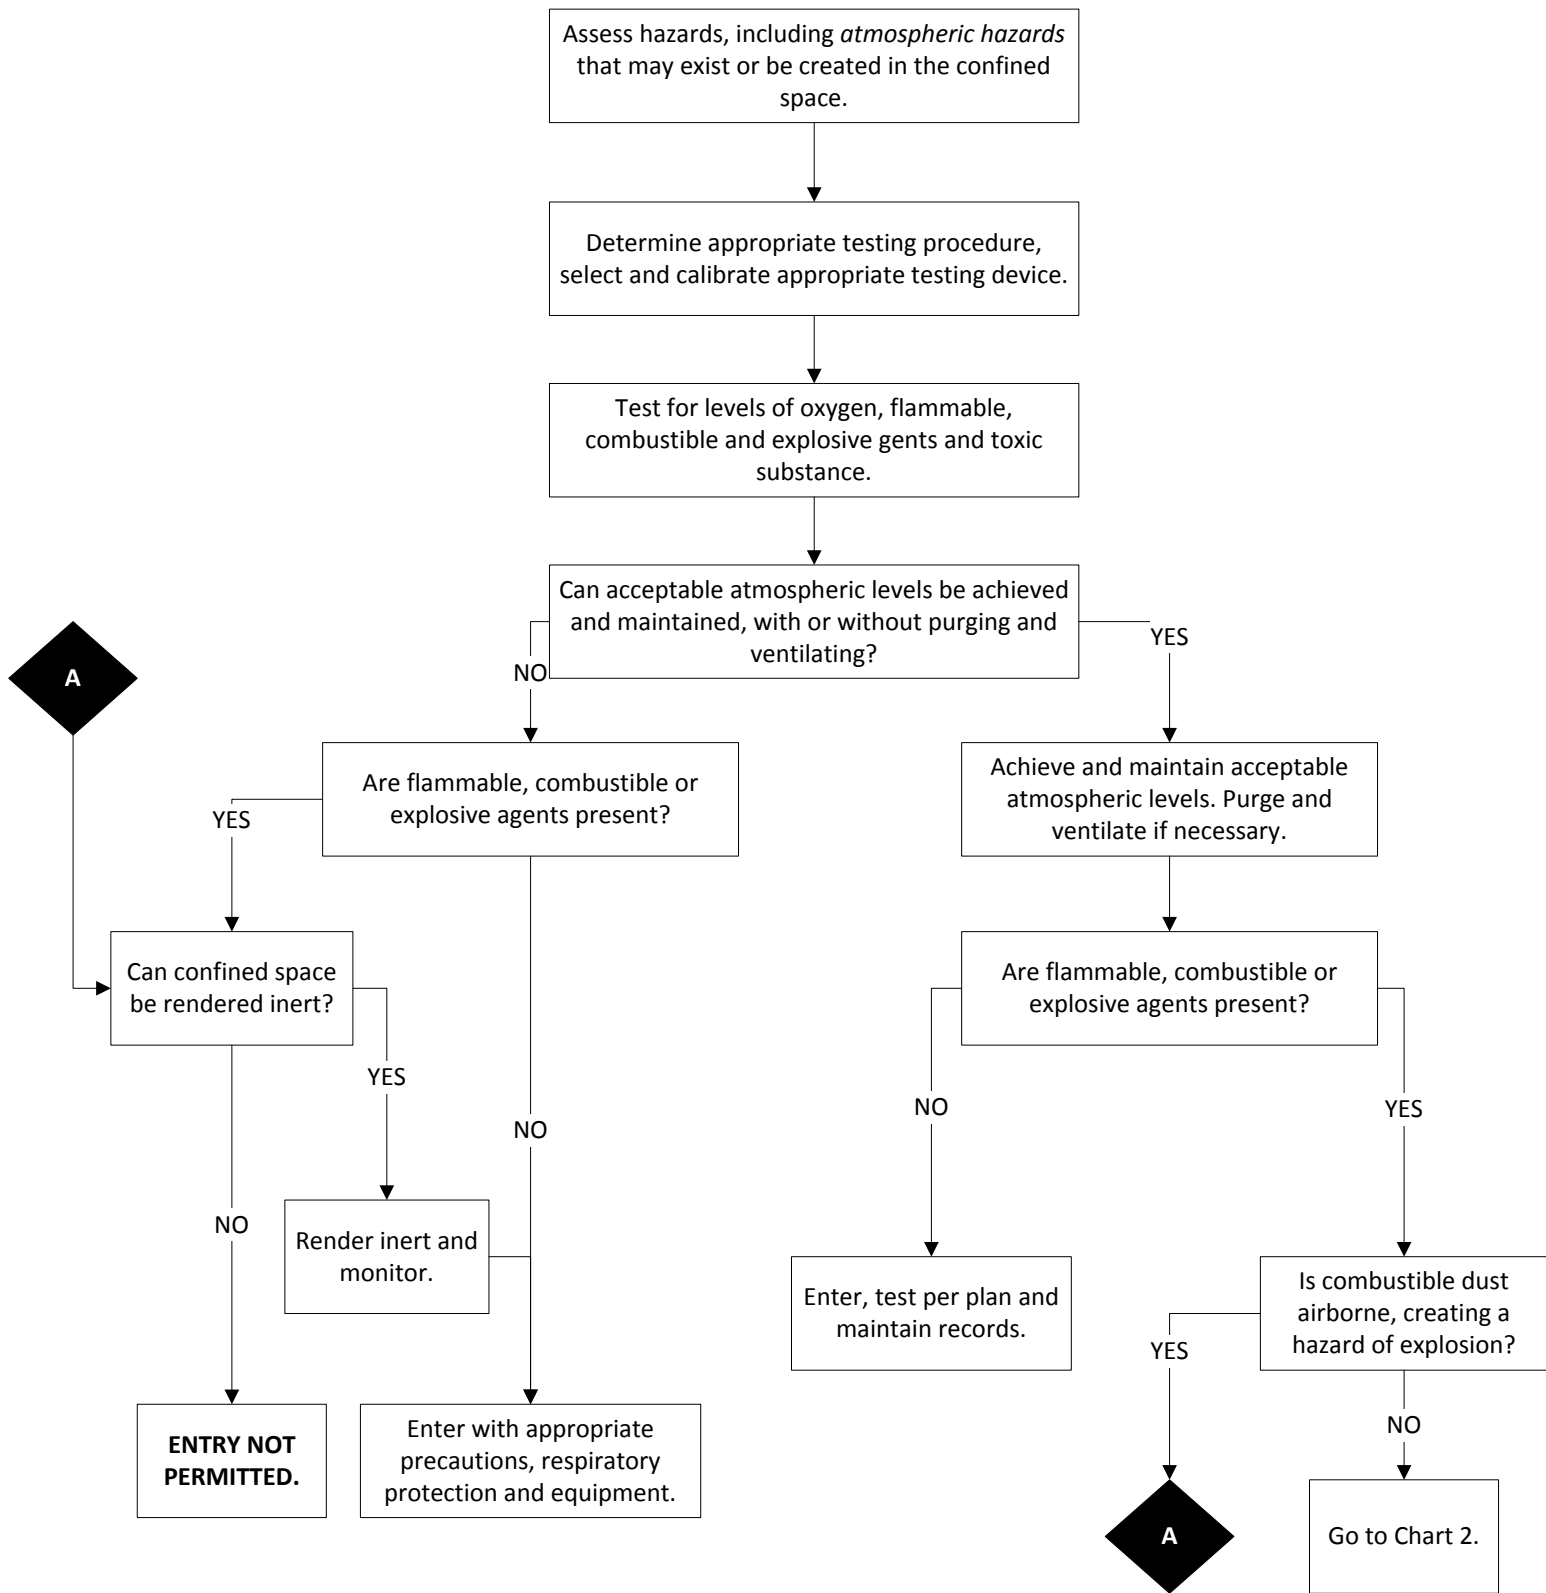 Assess hazards, including atmospheric hazards
that may exist or be created in the confined
space.
Determine appropriate testing procedure,
select and calibrate appropriate testing device.
Test for levels of oxygen, flammable,
combustible and explosive gents and toxic
substance.
Can acceptable atmospheric levels be achieved
and maintained, with or without purging and
ventilating?
YES
NO
A
Are flammable, combustible or
explosive agents present?
Achieve and maintain acceptable
atmospheric levels. Purge and
ventilate if necessary.
YES
Can confined space
be rendered inert?
Are flammable, combustible or
explosive agents present?
YES
NO
YES
NO
NO
Render inert and
monitor.
Enter, test per plan and
maintain records.
Is combustible dust
airborne, creating a
hazard of explosion?
YES
NO
ENTRY NOT
PERMITTED.
Enter with appropriate
precautions, respiratory
protection and equipment.
A
Go to Chart 2.